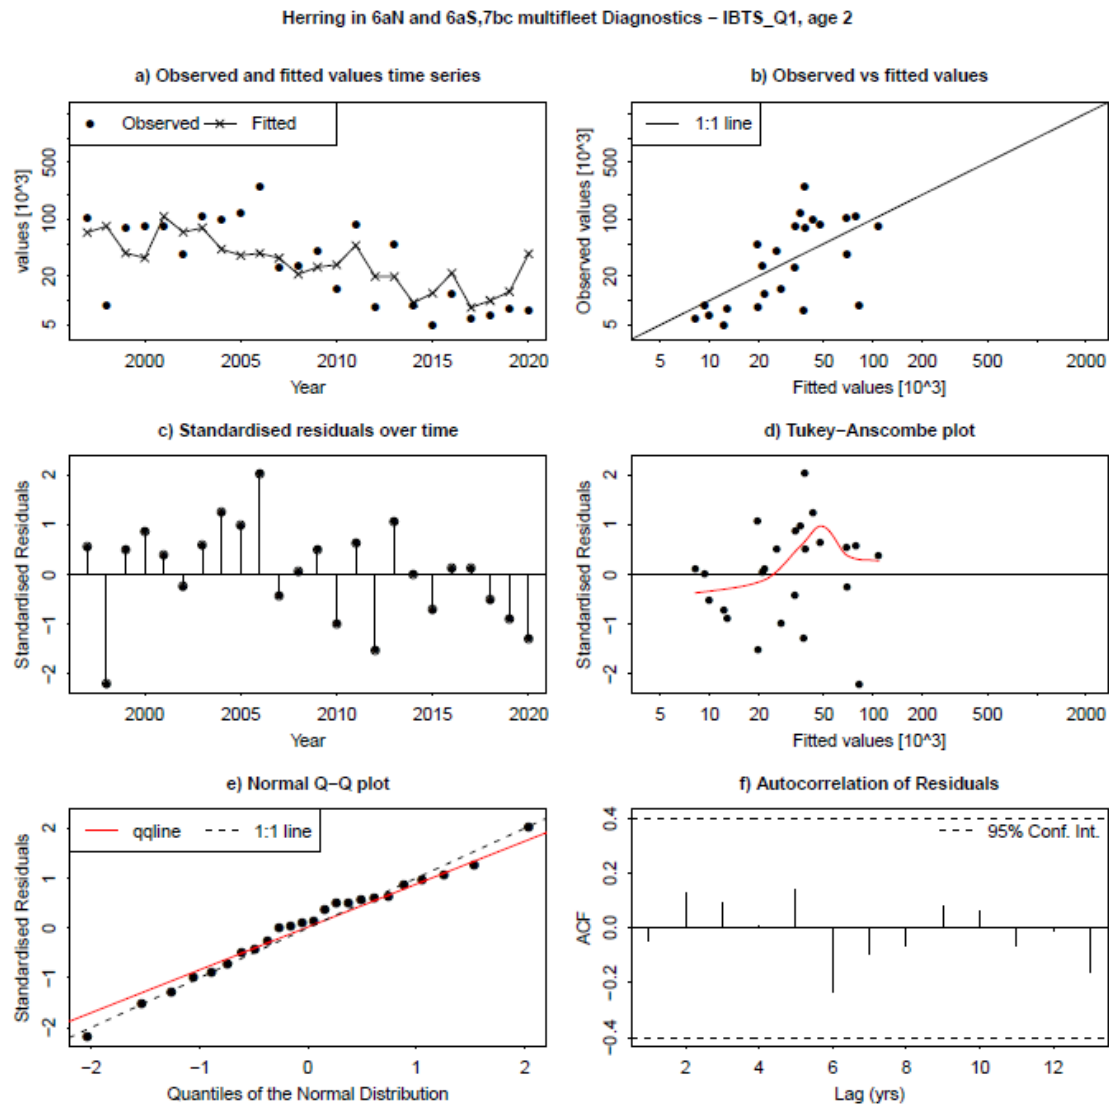 Herring in 6aN and 6aS,7bc multifleet Diagnostics − IBTS_Q1, age 2
a) Observed and fitted values time series
Observed Fitted
values [10^3]
500
100
20
5
2000 2005 2010 2015 2020
Year
b) Observed vs fitted values
1:1 line
Observed values [10^3]
500
100
20
5
5 10 20 50 100 200 500 2000
Fitted values [10^3]
c) Standardised residuals over time
Standardised Residuals
2
1
0
−1
−2
2000 2005 2010 2015 2020
Year
d) Tukey−Anscombe plot
Standardised Residuals
2
1
0
−1
−2
5 10 20 50 100 200 500 2000
Fitted values [10^3]
e) Normal Q−Q plot
qqline 1:1 line
Standardised Residuals
2
1
0
−1
−2
−2 −1 0 1 2
Quantiles of the Normal Distribution
f) Autocorrelation of Residuals
95% Conf. Int.
ACF
0.4
0.2
0.0
−0.2
−0.4
2 4 6 8 10 12
Lag (yrs)